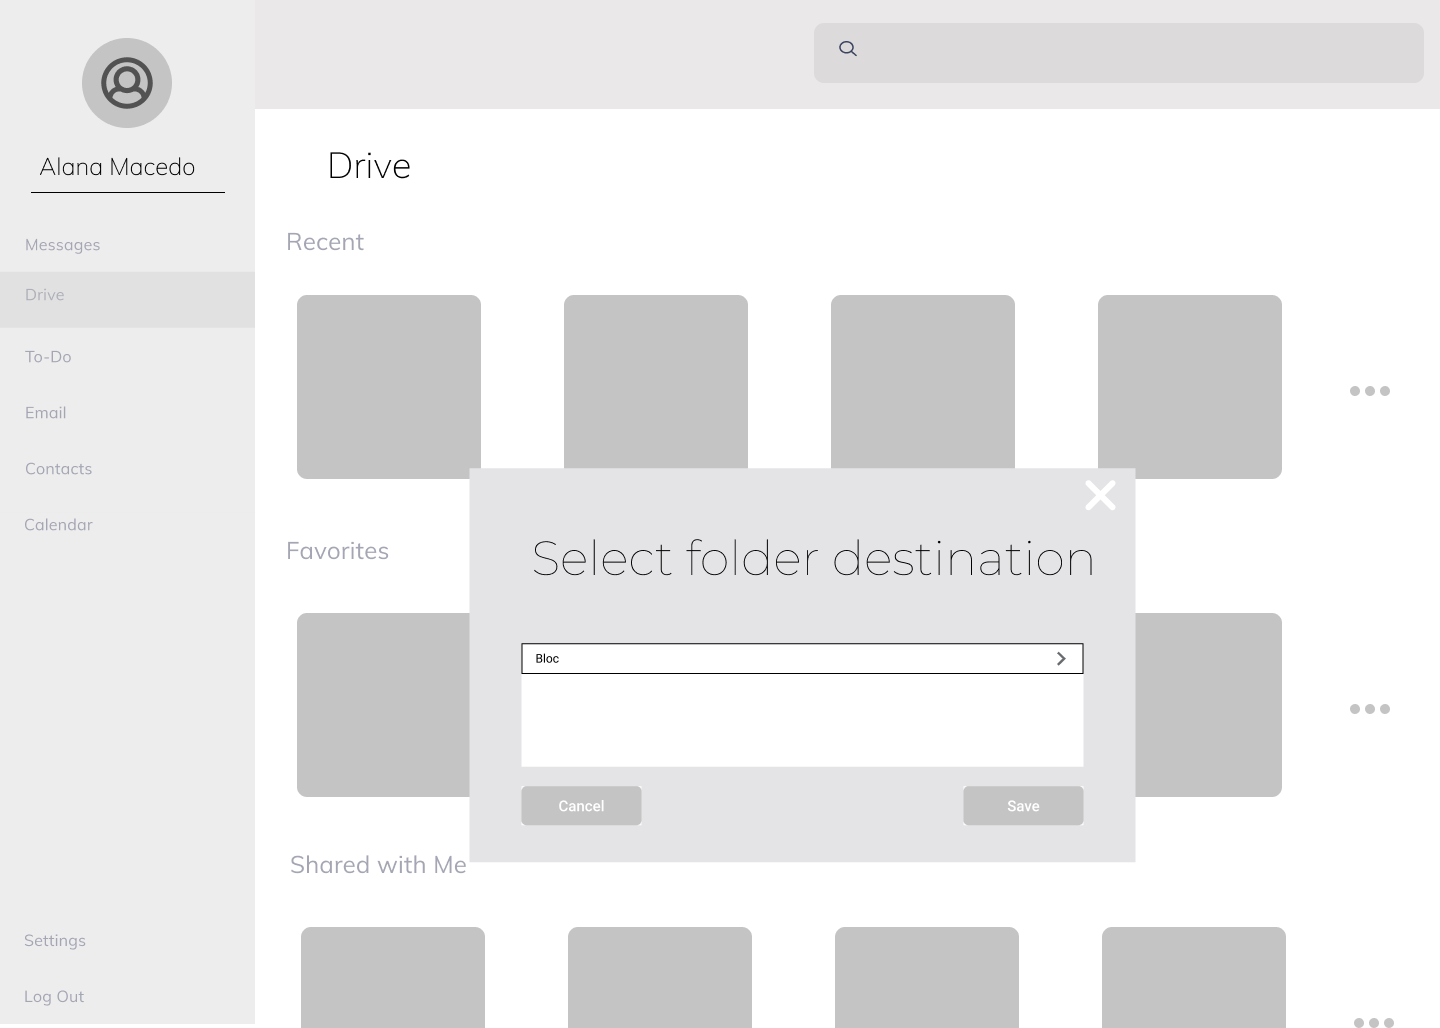 Alana Macedo
Messages
Drive
To-Do
Email
Contacts
Calendar
Settings
Log Out
Drive
Recent
Favorites
Shared with Me
Select folder destination
Bloc
Cancel
Save